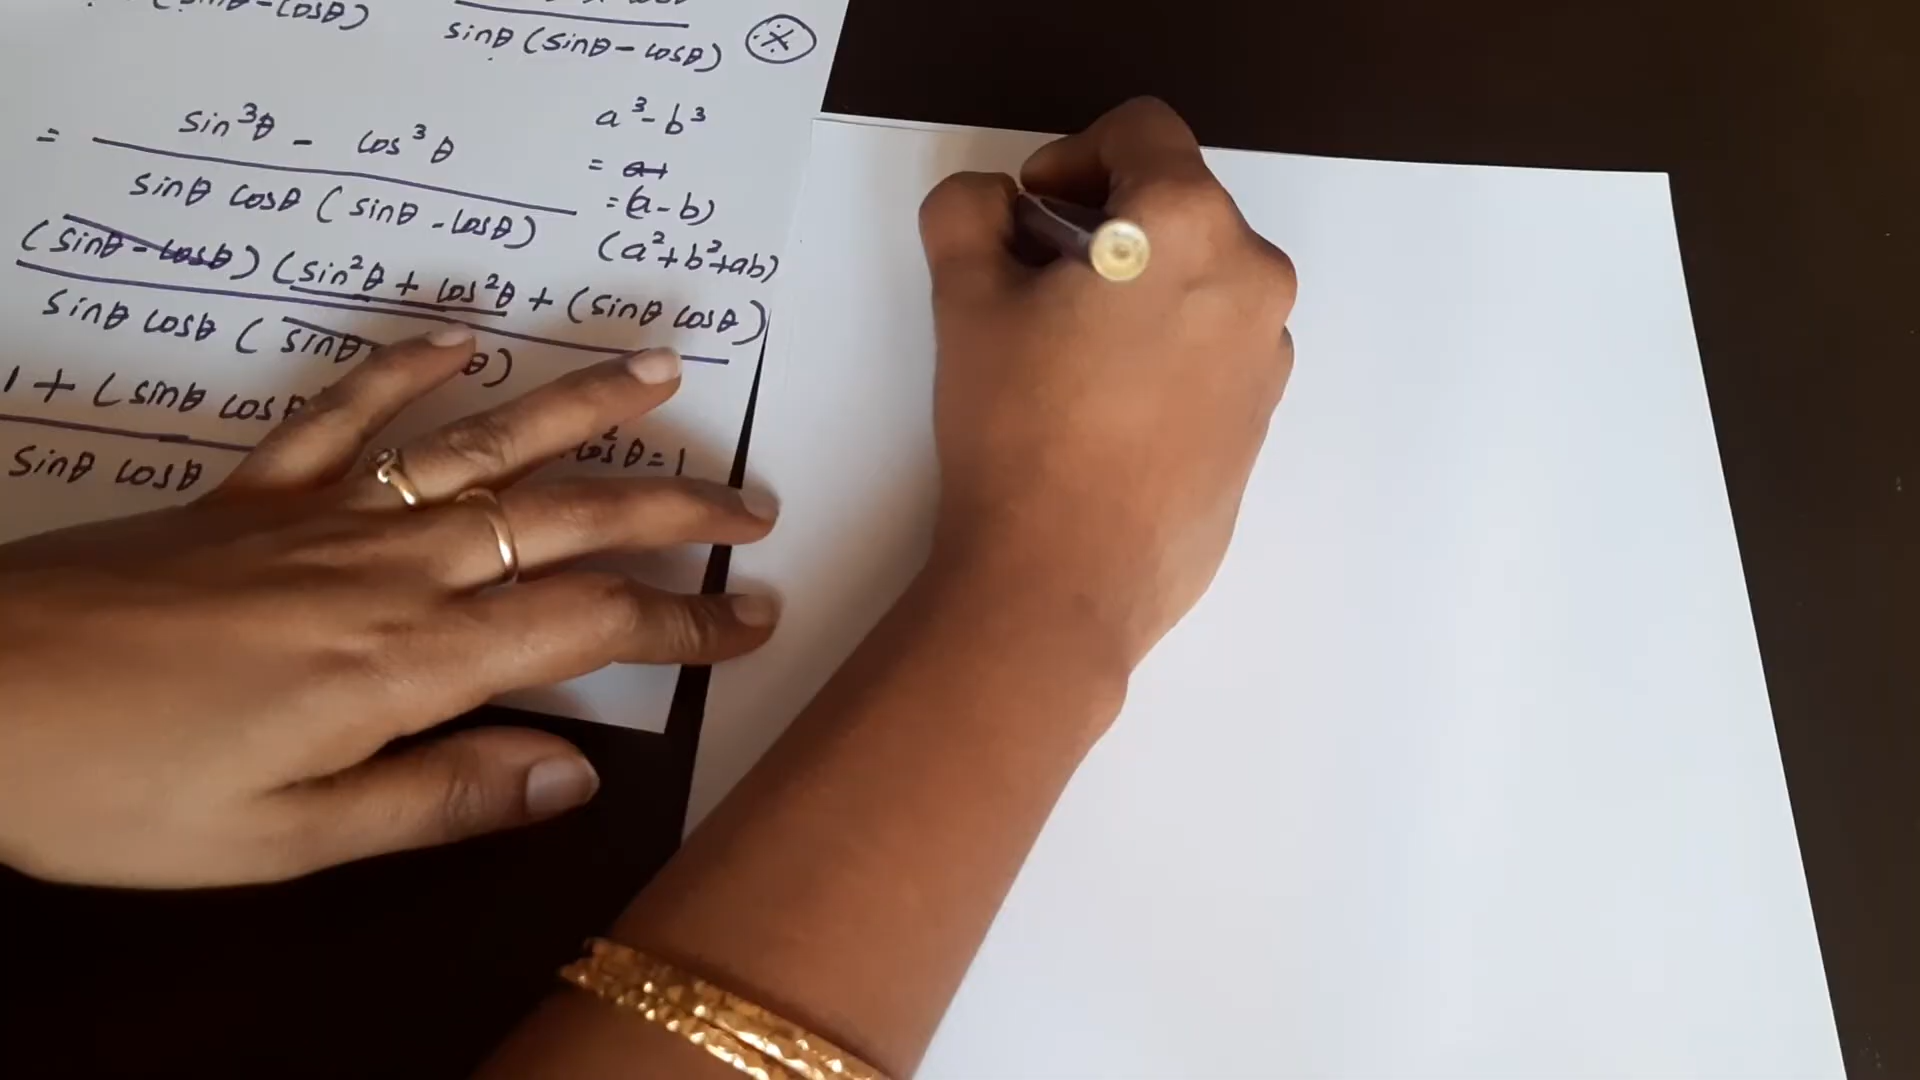 (sinθ-cosθ)
sinθ (sinθ - cosθ)
= sin³θ - cos³θ
sinθ cosθ (sinθ - cosθ)
a³-b³
=
=(a-b)
(a²+b²+ab)
(sinθ - cosθ) (sin²θ + cos²θ + (sinθ cosθ)
sinθ cosθ (sinθ θ)
1 + (sinθ cosθ
sinθ cosθ
cos²θ=1